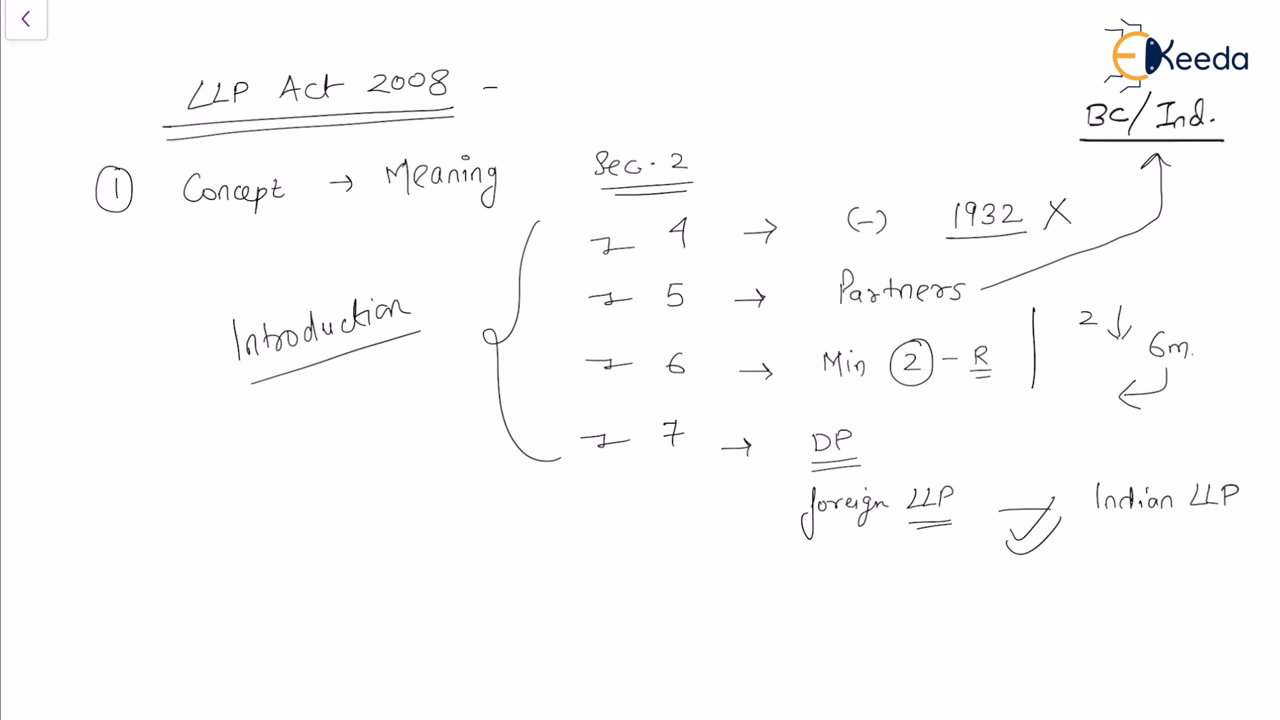 EKeeda
LLP Act 2008 -
BC/Ind.
① Concept → Meaning Sec. 2
4 → (-) 1932 X
5 → Partners
Introduction
6 → Min ② - R | 2 ↓ 6m.
7 → DP
foreign LLP ✓ Indian LLP